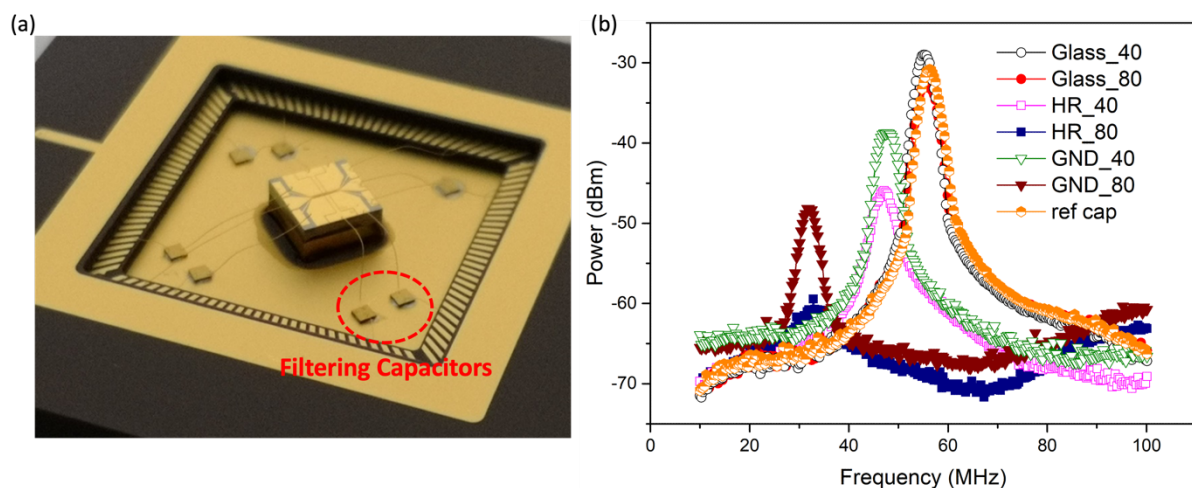 (a)
Filtering Capacitors
(b)
Power (dBm)
-30
-40
-50
-60
-70
Glass_40
Glass_80
HR_40
HR_80
GND_40
GND_80
ref cap
0 20 40 60 80 100
Frequency (MHz)